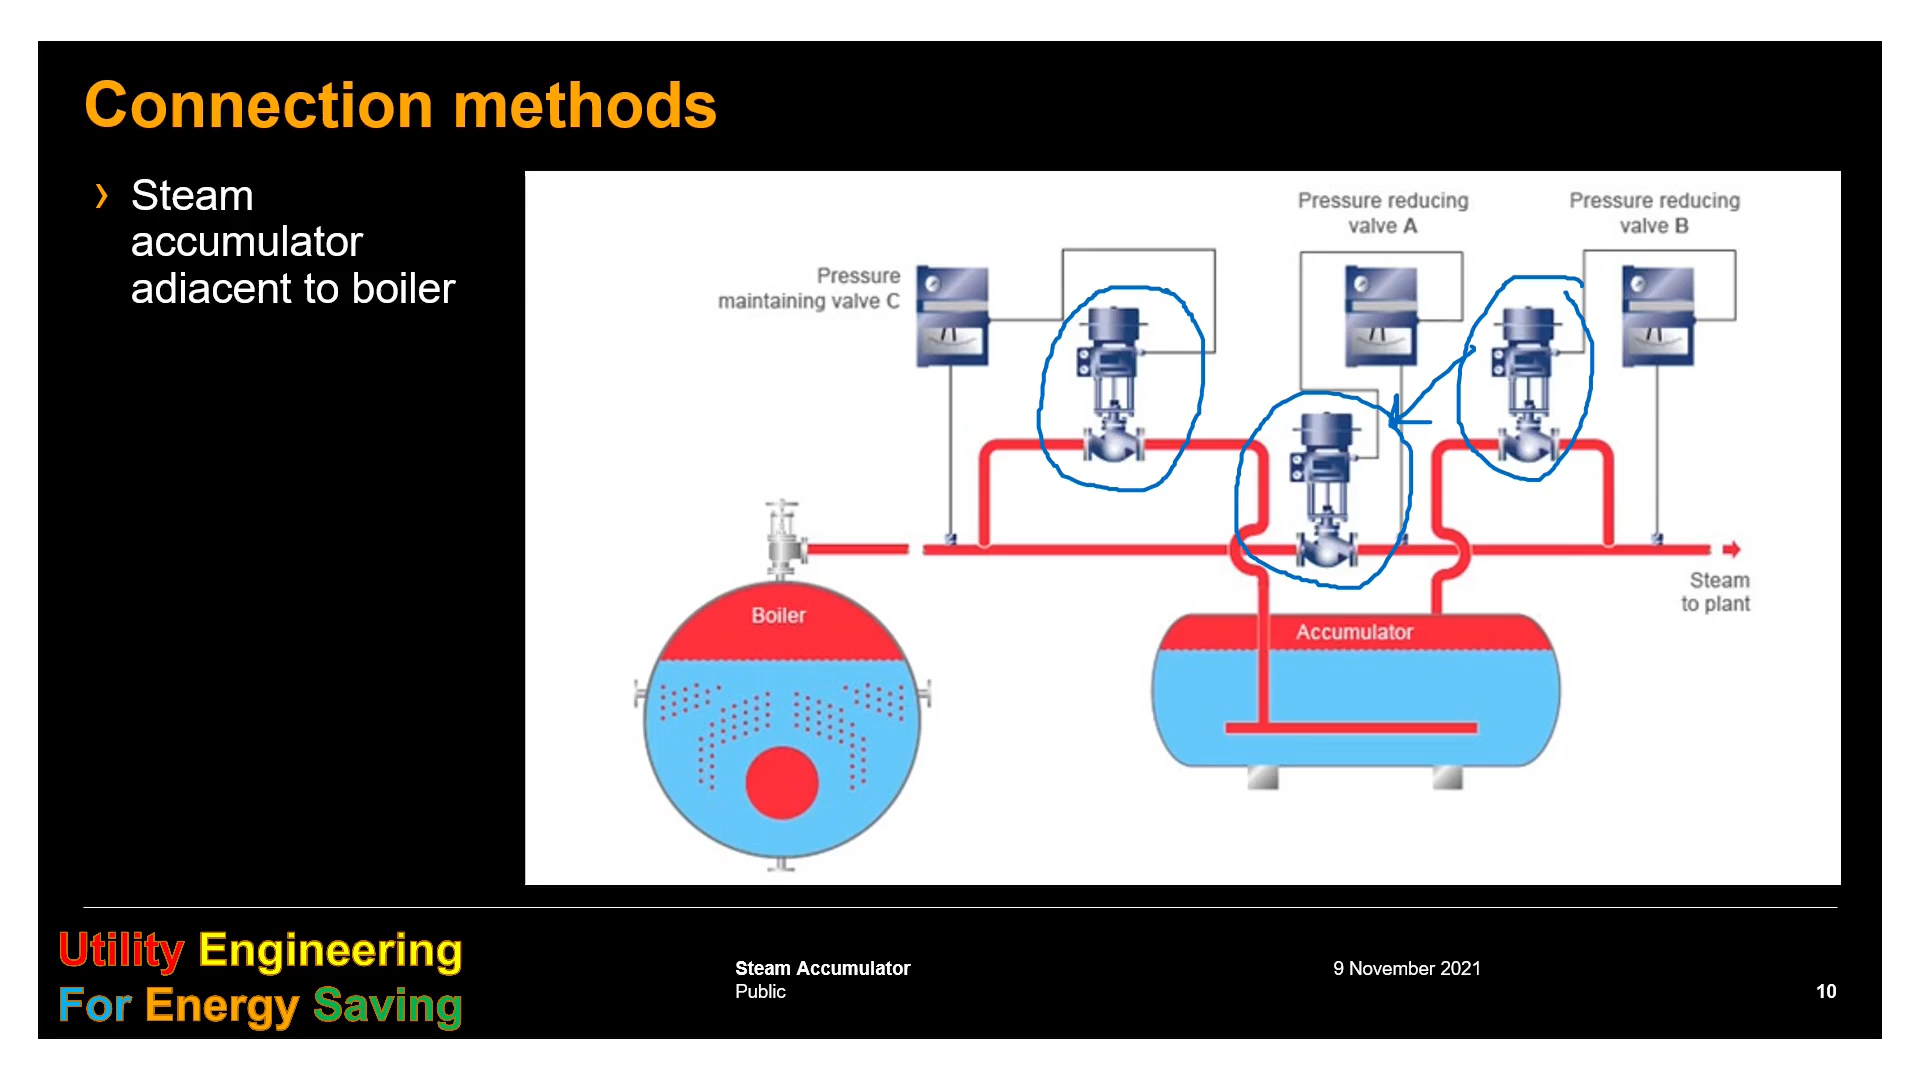 Connection methods
› Steam
accumulator
adiacent to boiler
Pressure reducing
valve A
Pressure reducing
valve B
Pressure
maintaining valve C
Boiler
Accumulator
Steam
to plant
Utility Engineering
For Energy Saving
Steam Accumulator
Public
9 November 2021
10